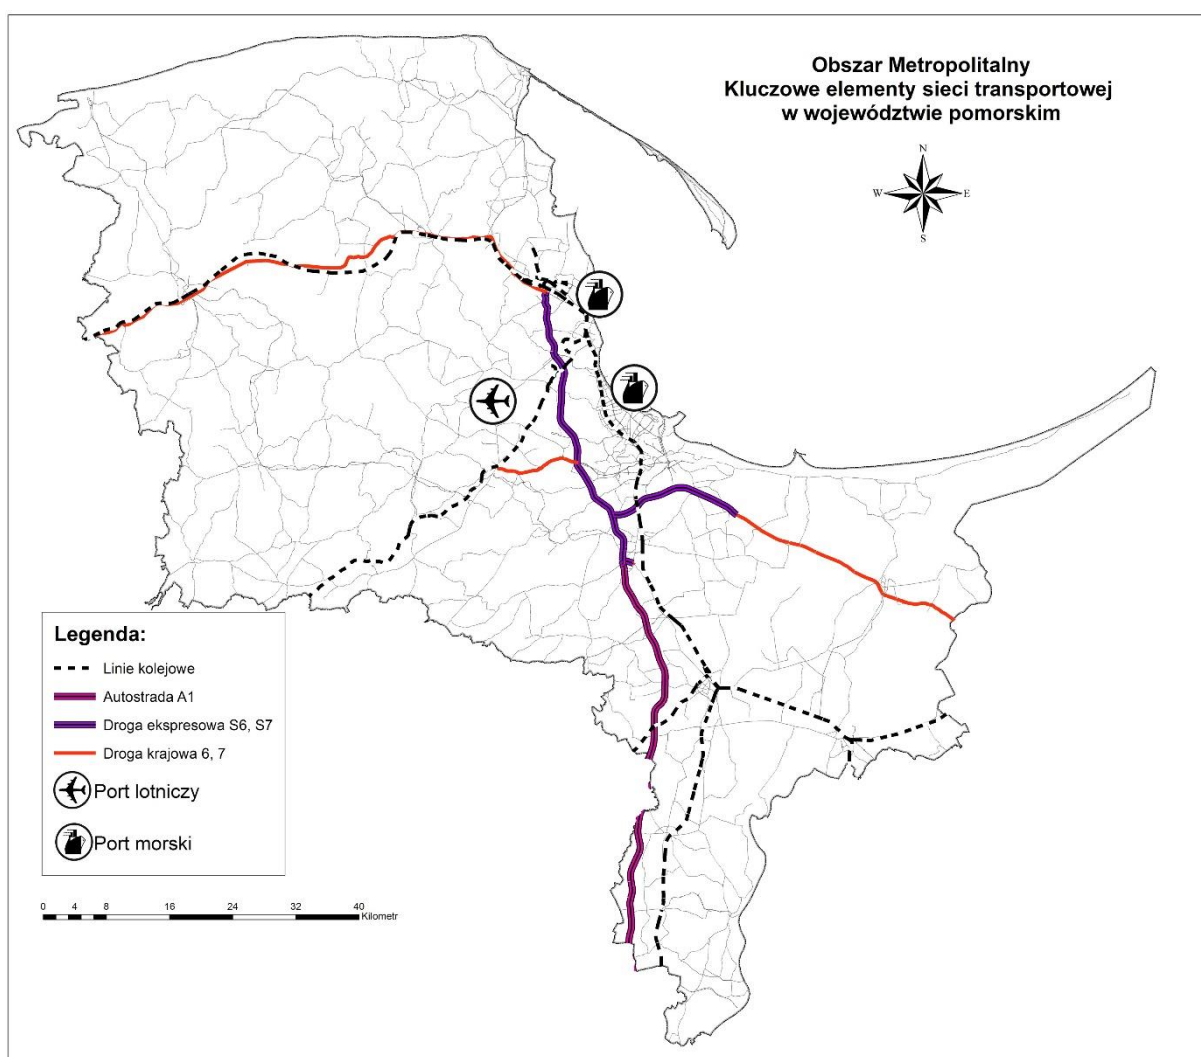 Obszar Metropolitalny
Kluczowe elementy sieci transportowej
w województwie pomorskim
N
W
E
S
Legenda:
Linie kolejowe
Autostrada A1
Droga ekspresowa S6, S7
Droga krajowa 6, 7
Port lotniczy
Port morski
0 4 8 16 24 32 40
Kilometr